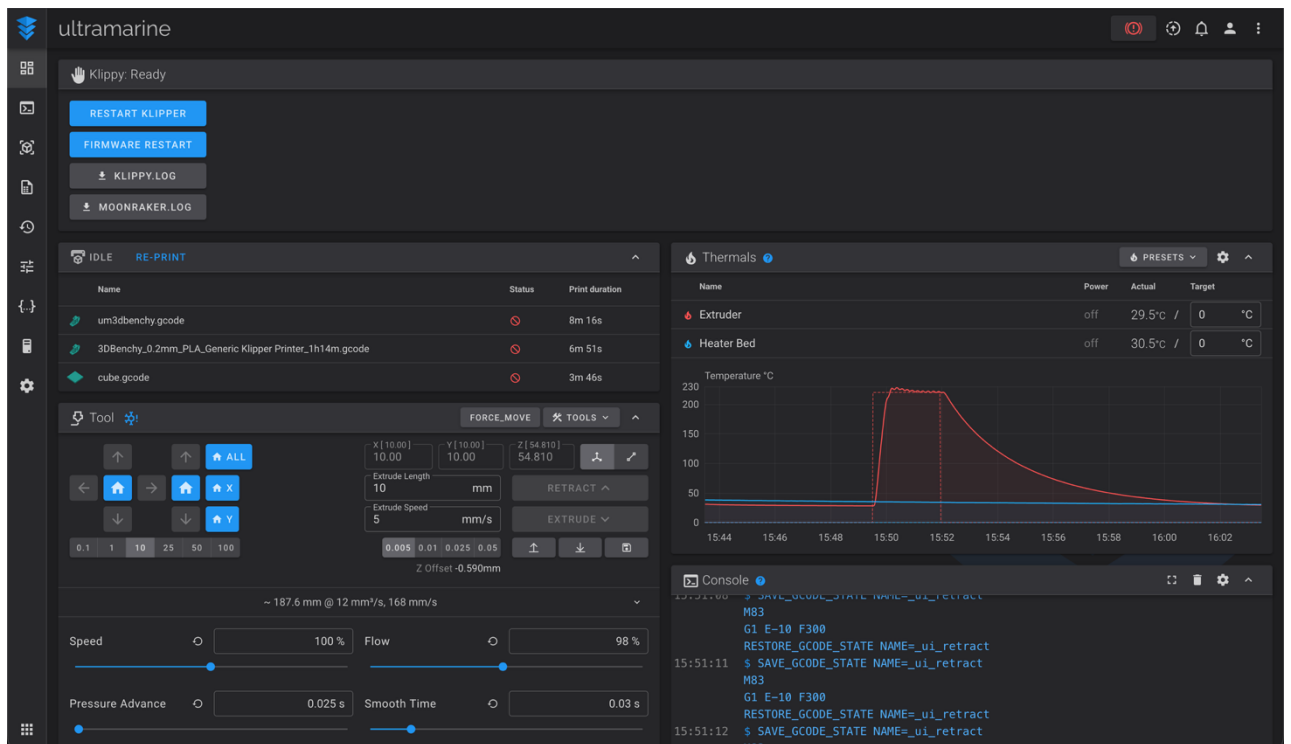 ultramarine
Klippy: Ready
RESTART KLIPPER
FIRMWARE RESTART
KLIPPY.LOG
MOONRAKER.LOG
IDLE RE-PRINT
Name Status Print duration
um3dbenchy.gcode 8m 16s
3DBenchy_0.2mm_PLA_Generic Klipper Printer_1h14m.gcode 6m 51s
cube.gcode 3m 46s
Tool FORCE_MOVE TOOLS
ALL
X
Y
X [ 10.00 ] Y [ 10.00 ] Z [ 54.810 ]
10.00 10.00 54.810
Extrude Length
10 mm RETRACT
Extrude Speed
5 mm/s EXTRUDE
0.1 1 10 25 50 100
0.005 0.01 0.025 0.05
Z Offset -0.590mm
~ 187.6 mm @ 12 mm³/s, 168 mm/s
Speed 100 % Flow 98 %
Pressure Advance 0.025 s Smooth Time 0.03 s
Thermals PRESETS
Name Power Actual Target
Extruder off 29.5°C / 0 °C
Heater Bed off 30.5°C / 0 °C
Temperature °C
230
200
150
100
50
0
15:44 15:46 15:48 15:50 15:52 15:54 15:56 15:58 16:00 16:02
Console
15:51:08 $ SAVE_GCODE_STATE NAME=_ui_retract
M83
G1 E-10 F300
RESTORE_GCODE_STATE NAME=_ui_retract
15:51:11 $ SAVE_GCODE_STATE NAME=_ui_retract
M83
G1 E-10 F300
RESTORE_GCODE_STATE NAME=_ui_retract
15:51:12 $ SAVE_GCODE_STATE NAME=_ui_retract